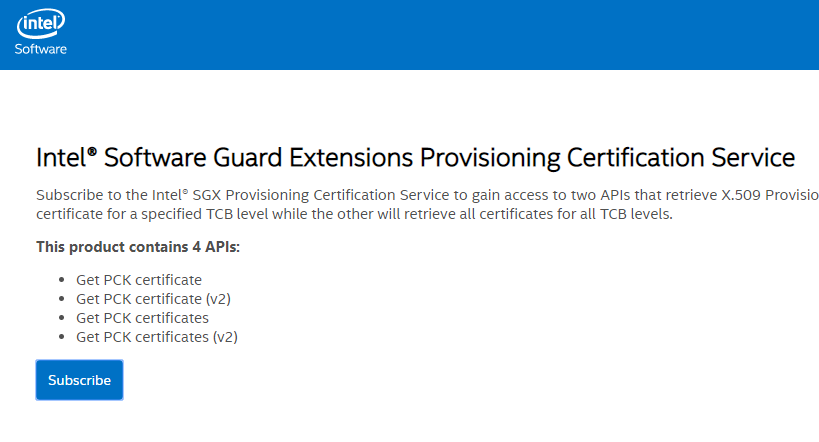 intel
Software
Intel® Software Guard Extensions Provisioning Certification Service
Subscribe to the Intel® SGX Provisioning Certification Service to gain access to two APIs that retrieve X.509 Provisio
certificate for a specified TCB level while the other will retrieve all certificates for all TCB levels.
This product contains 4 APIs:
• Get PCK certificate
• Get PCK certificate (v2)
• Get PCK certificates
• Get PCK certificates (v2)
Subscribe